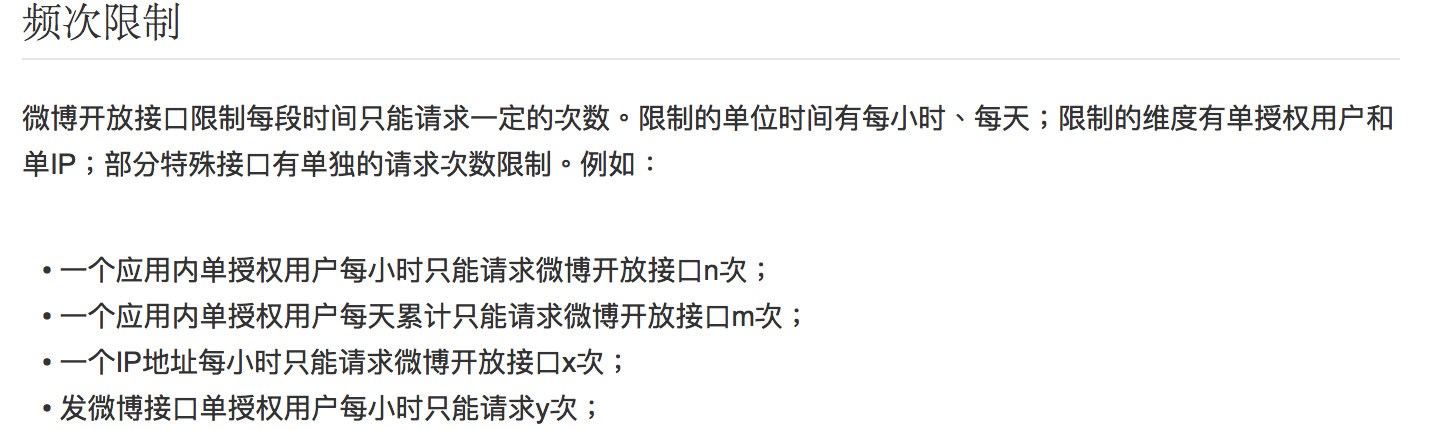 频次限制
微博开放接口限制每段时间只能请求一定的次数。限制的单位时间有每小时、每天；限制的维度有单授权用户和
单IP；部分特殊接口有单独的请求次数限制。例如：
• 一个应用内单授权用户每小时只能请求微博开放接口n次；
• 一个应用内单授权用户每天累计只能请求微博开放接口m次；
• 一个IP地址每小时只能请求微博开放接口x次；
• 发微博接口单授权用户每小时只能请求y次；